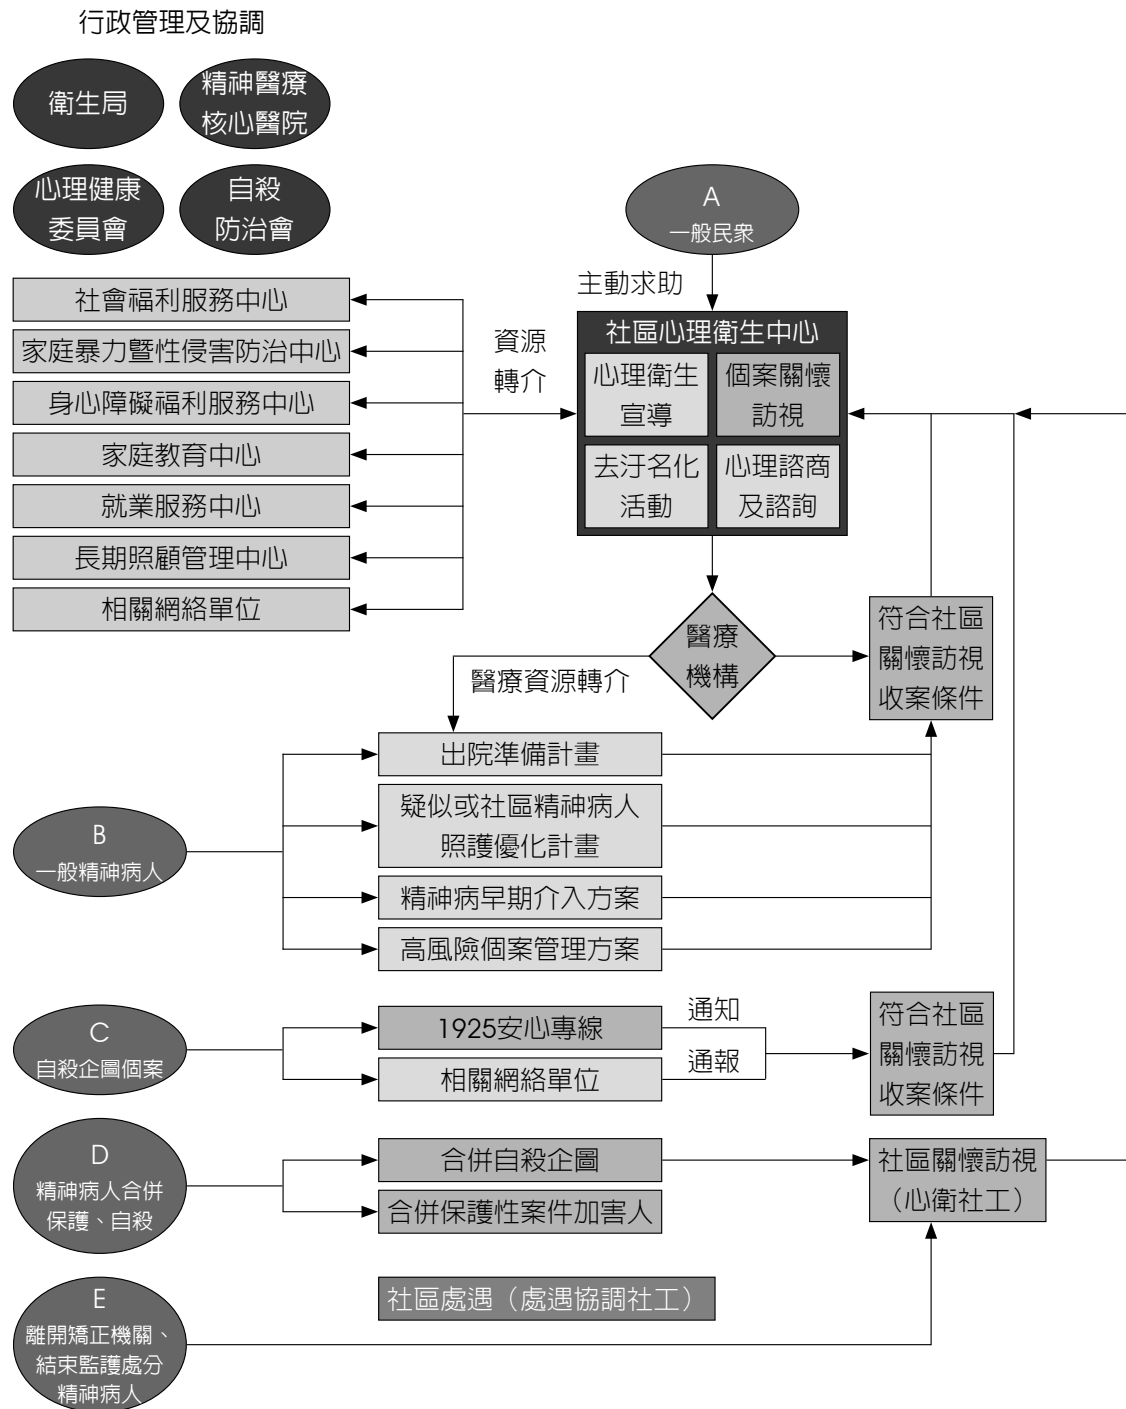 行政管理及協調
衛生局
精神醫療
核心醫院
心理健康
委員會
自殺
防治會
A
一般民衆
主動求助
社會福利服務中心
家庭暴力暨性侵害防治中心
身心障礙福利服務中心
家庭教育中心
就業服務中心
長期照顧管理中心
相關網絡單位
資源
轉介
社區心理衛生中心
心理衛生
宣導
個案關懷
訪視
去汙名化
活動
心理諮商
及諮詢
醫療
機構
醫療資源轉介
符合社區
關懷訪視
收案條件
B
一般精神病人
出院準備計畫
疑似或社區精神病人
照護優化計畫
精神病早期介入方案
高風險個案管理方案
C
自殺企圖個案
1925安心專線
相關網絡單位
通知
通報
符合社區
關懷訪視
收案條件
D
精神病人合併
保護、自殺
合併自殺企圖
合併保護性案件加害人
社區關懷訪視
（心衛社工）
E
離開矯正機關、
結束監護處分
精神病人
社區處遇（處遇協調社工）